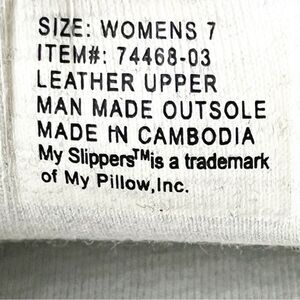 SIZE: WOMENS 7
ITEM#: 74468-03
LEATHER UPPER
MAN MADE OUTSOLE
MADE IN CAMBODIA
My Slippers™is a trademark
of My Pillow,Inc.